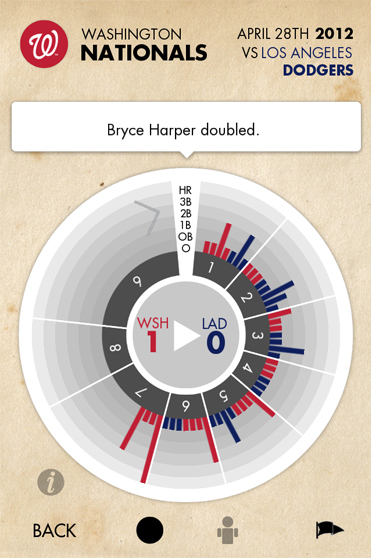 W
WASHINGTON
NATIONALS
APRIL 28TH 2012
VS LOS ANGELES
DODGERS
Bryce Harper doubled.
HR
3B
2B
1B
OB
O
1
2
3
4
5
6
7
8
9
WSH
1
LAD
0
i
BACK